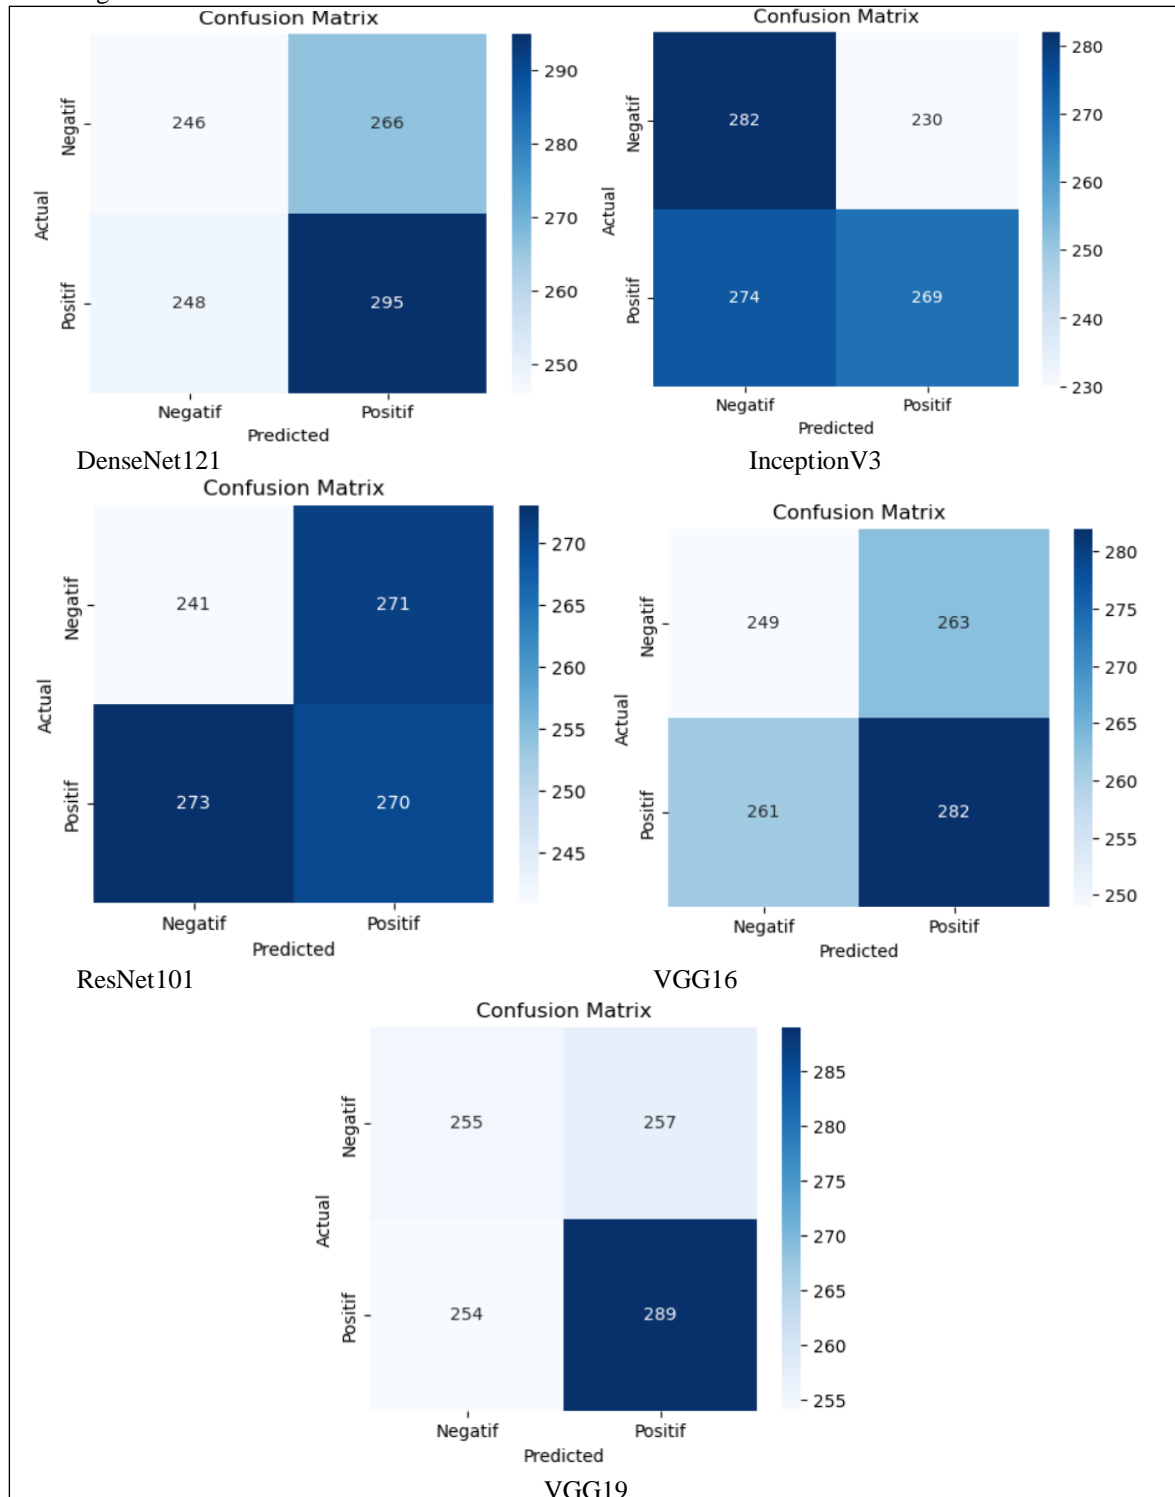 Confusion Matrix
Negatif
246
266
290
280
270
260
250
Actual
Positif
248
295
Negatif
Positif
Predicted
DenseNet121
Confusion Matrix
Negatif
282
230
280
270
260
250
240
230
Actual
Positif
274
269
Negatif
Positif
Predicted
InceptionV3
Confusion Matrix
Negatif
241
271
270
265
260
255
250
245
Actual
Positif
273
270
Negatif
Positif
Predicted
ResNet101
Confusion Matrix
Negatif
249
263
280
275
270
265
260
255
250
Actual
Positif
261
282
Negatif
Positif
Predicted
VGG16
Confusion Matrix
Negatif
255
257
285
280
275
270
265
260
255
Actual
Positif
254
289
Negatif
Positif
Predicted
VGG19